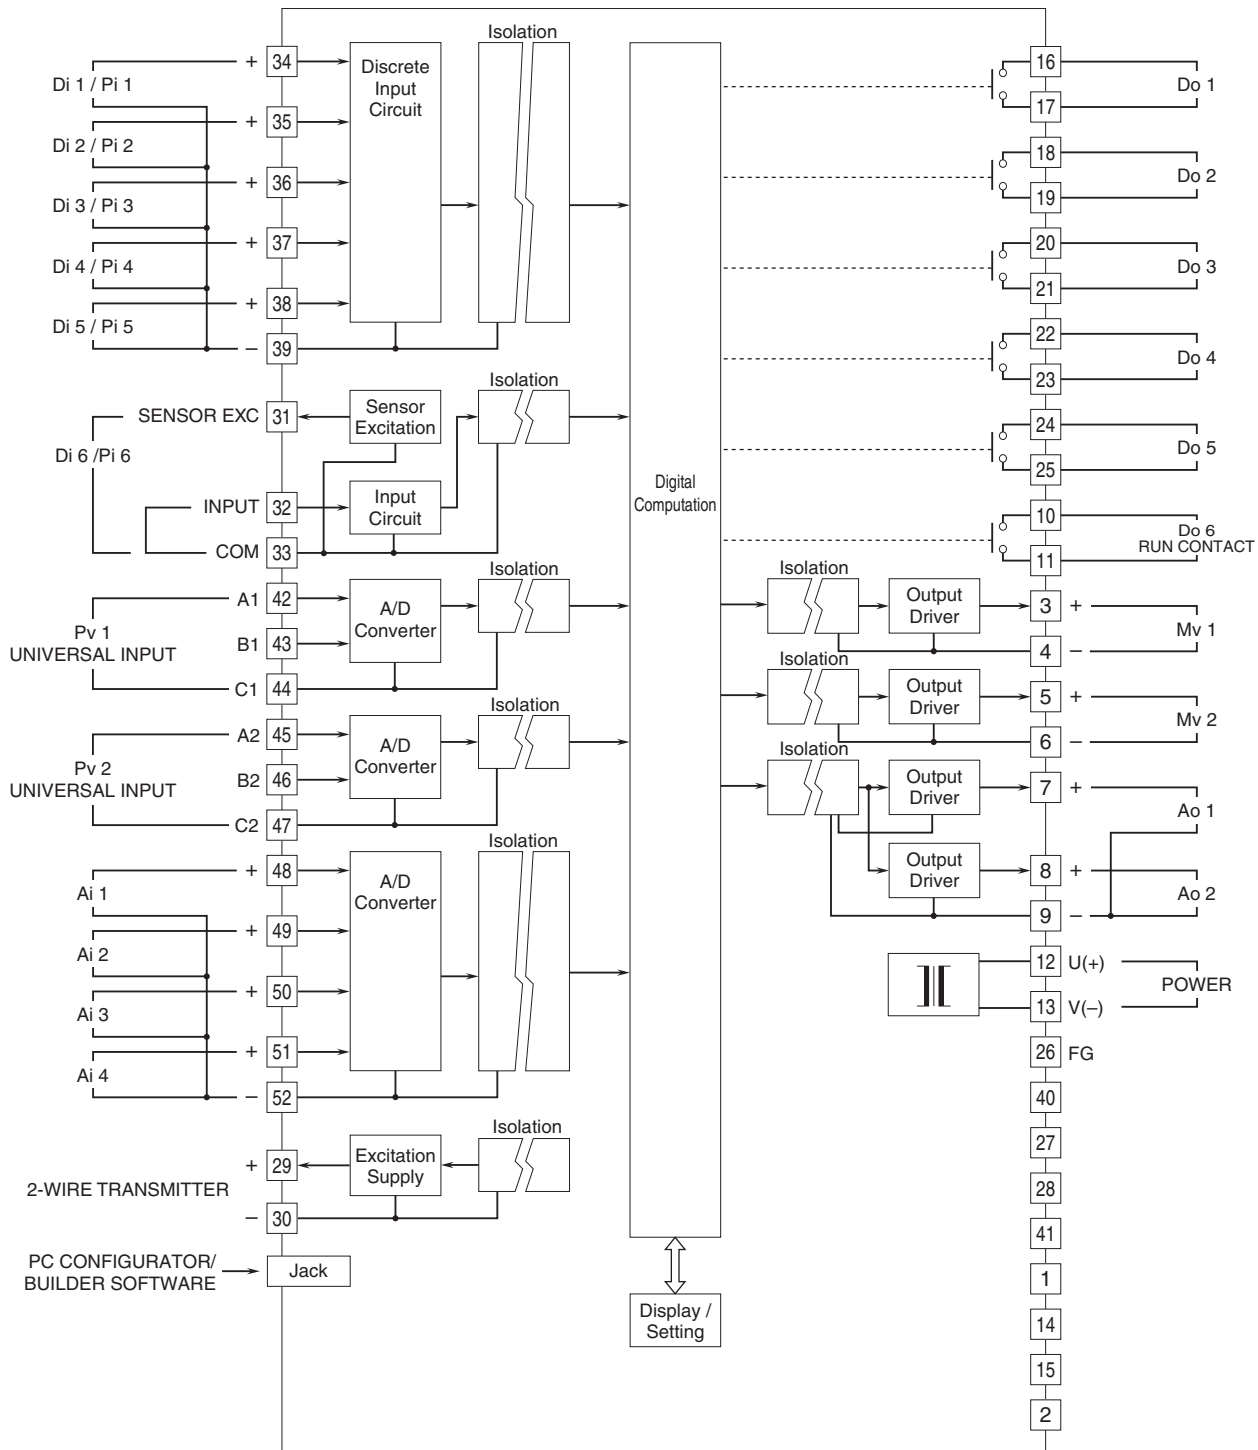 Isolation
+ 34
Discrete
Input
Circuit
Di 1 / Pi 1
+ 35
Di 2 / Pi 2
+ 36
Di 3 / Pi 3
+ 37
Di 4 / Pi 4
+ 38
Di 5 / Pi 5
– 39
Isolation
SENSOR EXC 31
Sensor
Excitation
Di 6 /Pi 6
INPUT 32
Input
Circuit
COM 33
Isolation
A1 42
A/D
Converter
Pv 1
UNIVERSAL INPUT
B1 43
C1 44
Isolation
A2 45
A/D
Converter
Pv 2
UNIVERSAL INPUT
B2 46
C2 47
Isolation
+ 48
A/D
Converter
Ai 1
+ 49
Ai 2
+ 50
Ai 3
+ 51
Ai 4
– 52
Isolation
+ 29
Excitation
Supply
2-WIRE TRANSMITTER
– 30
PC CONFIGURATOR/
BUILDER SOFTWARE
Jack
Digital
Computation
Display /
Setting
16
Do 1
17
18
Do 2
19
20
Do 3
21
22
Do 4
23
24
Do 5
25
10
Do 6
RUN CONTACT
11
Isolation
Output
Driver
3 +
Mv 1
4 –
Isolation
Output
Driver
5 +
Mv 2
6 –
Isolation
Output
Driver
7 +
Ao 1
Output
Driver
8 +
Ao 2
9 –
12 U(+)
POWER
13 V(–)
26 FG
40
27
28
41
1
14
15
2